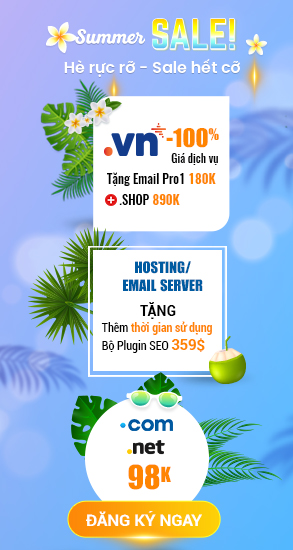 Summer SALE!
Hè rực rỡ - Sale hết cỡ
.vn -100%
Giá dịch vụ
Tặng Email Pro1 180K
+ .SHOP 890K
HOSTING/
EMAIL SERVER
TẶNG
Thêm thời gian sử dụng
Bộ Plugin SEO 359$
.com
.net
98K
ĐĂNG KÝ NGAY